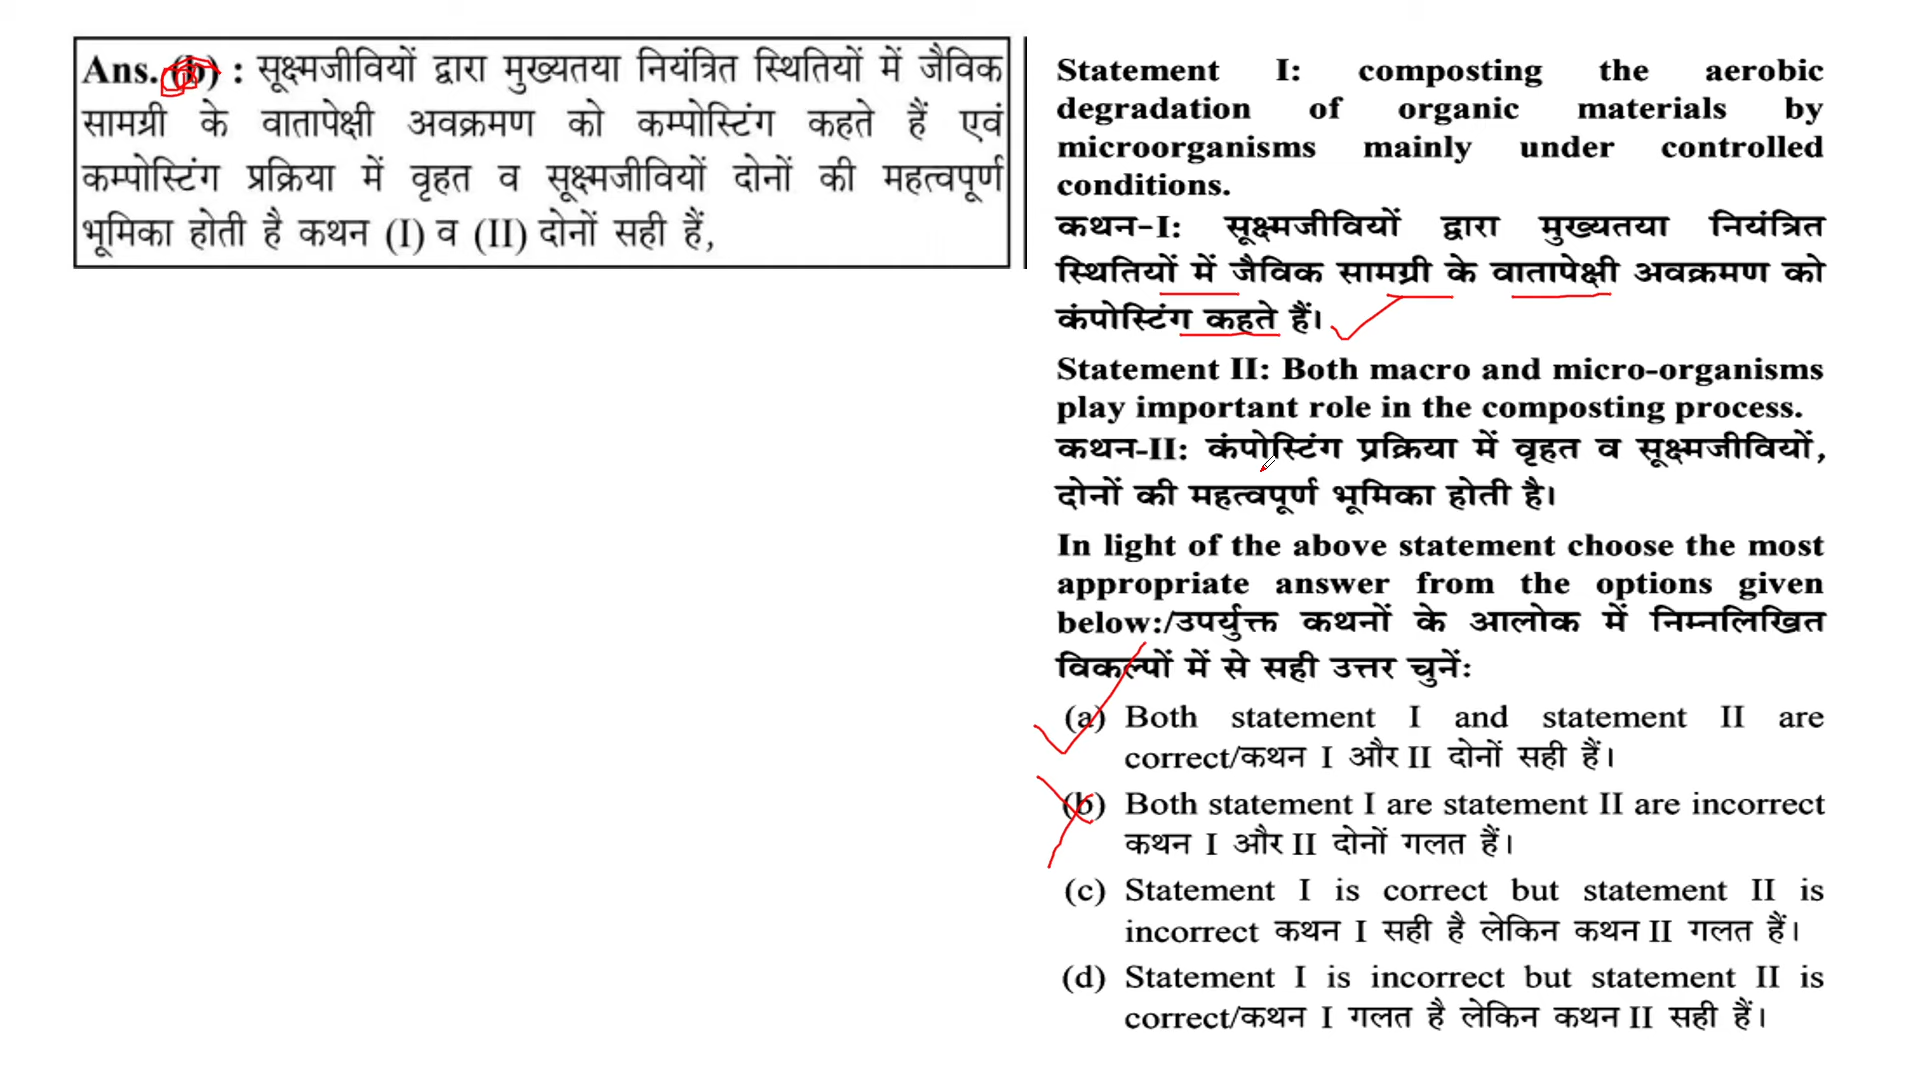 Ans. (b) : सूक्ष्मजीवियों द्वारा मुख्यतया नियंत्रित स्थितियों में जैविक
सामग्री के वातापेक्षी अवक्रमण को कम्पोस्टिंग कहते हैं एवं
कम्पोस्टिंग प्रक्रिया में वृहत व सूक्ष्मजीवियों दोनों की महत्वपूर्ण
भूमिका होती है कथन (I) व (II) दोनों सही हैं,
Statement I: composting the aerobic
degradation of organic materials by
microorganisms mainly under controlled
conditions.
कथन-I: सूक्ष्मजीवियों द्वारा मुख्यतया नियंत्रित
स्थितियों में जैविक सामग्री के वातापेक्षी अवक्रमण को
कंपोस्टिंग कहते हैं।
Statement II: Both macro and micro-organisms
play important role in the composting process.
कथन-II: कंपोस्टिंग प्रक्रिया में वृहत व सूक्ष्मजीवियों,
दोनों की महत्वपूर्ण भूमिका होती है।
In light of the above statement choose the most
appropriate answer from the options given
below:/उपर्युक्त कथनों के आलोक में निम्नलिखित
विकल्पों में से सही उत्तर चुनें:
(a) Both statement I and statement II are
correct/कथन I और II दोनों सही हैं।
(b) Both statement I are statement II are incorrect
कथन I और II दोनों गलत हैं।
(c) Statement I is correct but statement II is
incorrect कथन I सही है लेकिन कथन II गलत हैं।
(d) Statement I is incorrect but statement II is
correct/कथन I गलत है लेकिन कथन II सही हैं।